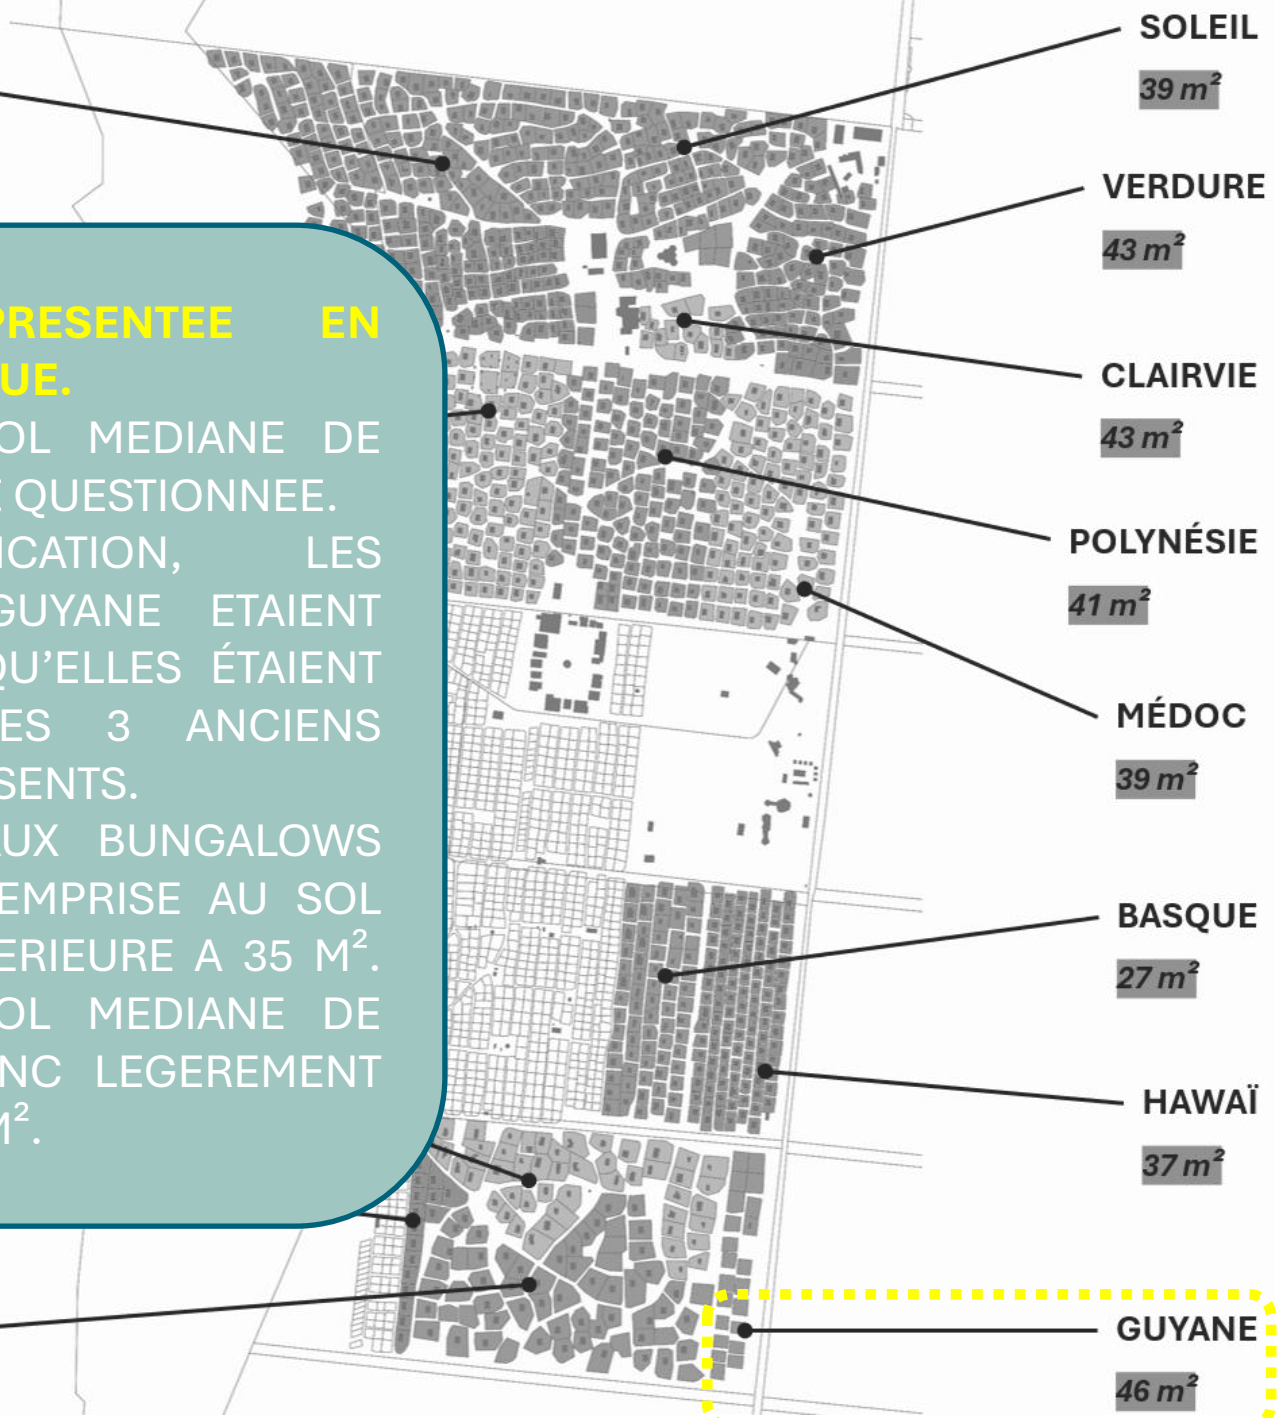 SOLEIL
39 m²
VERDURE
43 m²
CLAIRVIE
43 m²
POLYNÉSIE
41 m²
MÉDOC
39 m²
BASQUE
27 m²
HAWAÏ
37 m²
GUYANE
46 m²
PRESENTEE EN
UE.
OL MEDIANE DE
QUESTIONNEE.
ICATION, LES
GUYANE ETAIENT
QU'ELLES ÉTAIENT
ES 3 ANCIENS
SENTS.
UX BUNGALOWS
EMPRISE AU SOL
ERIEURE A 35 M².
OL MEDIANE DE
NC LEGEREMENT
M².